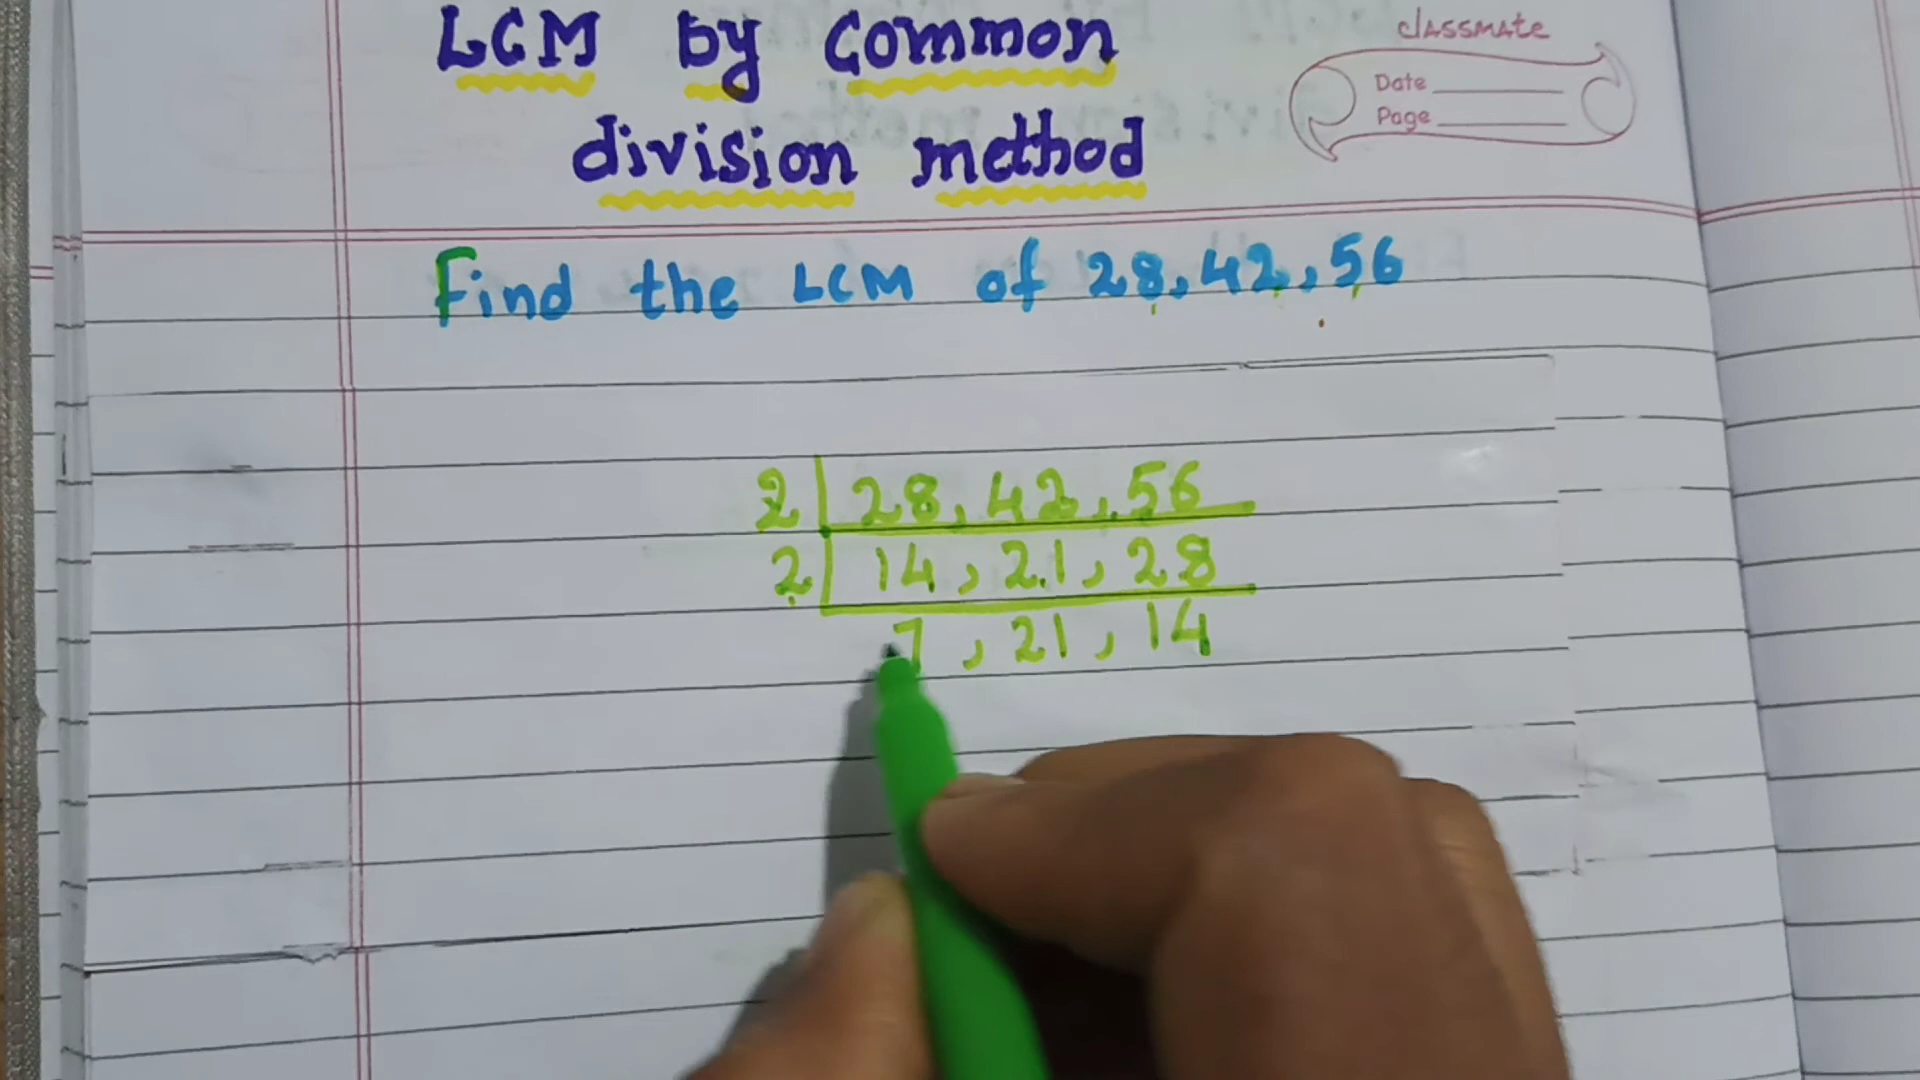 LCM by Common
division method
classmate
Date
Page
Find the LCM of 28,42,56
2 28,42,56
2 14,21,28
7,21,14